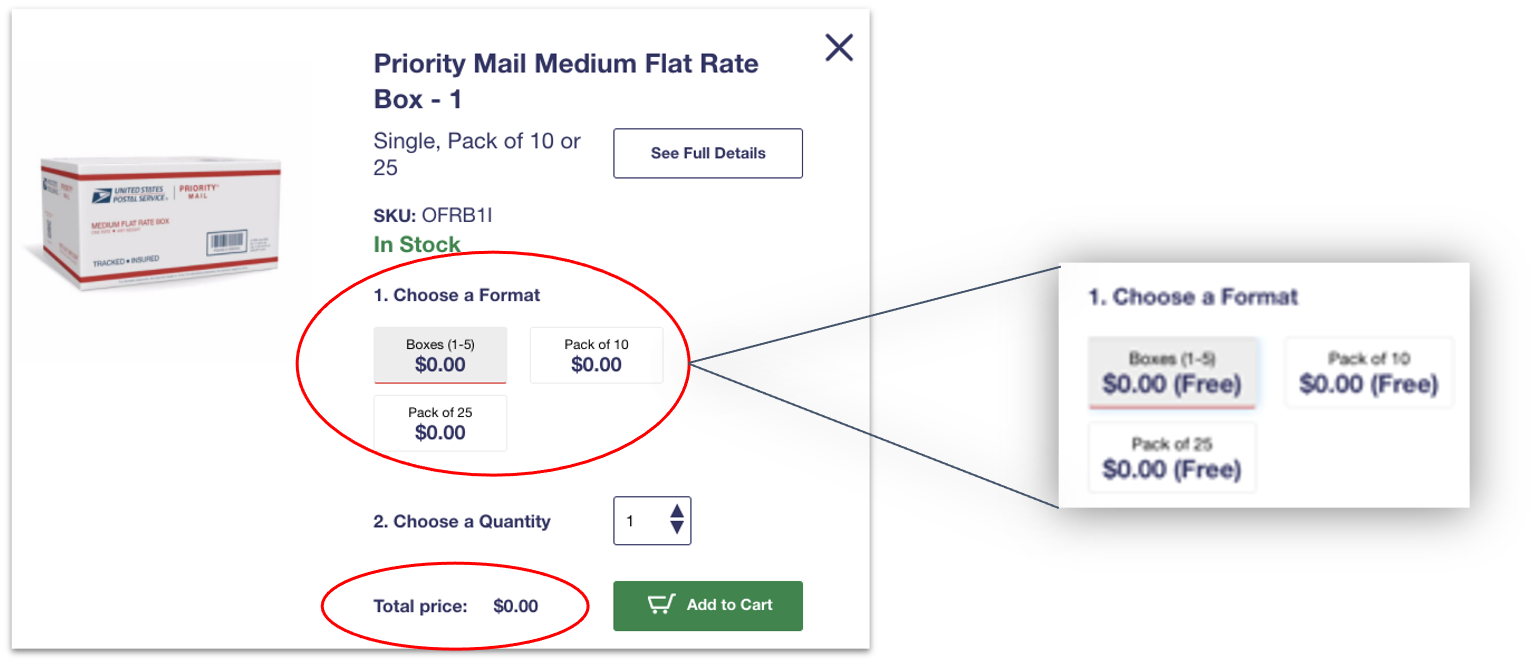 Priority Mail Medium Flat Rate
Box - 1
Single, Pack of 10 or
25
See Full Details
SKU: OFRB1I
In Stock
UNITED STATES
POSTAL SERVICE
PRIORITY
MAIL
MEDIUM FLAT RATE BOX
TRACKED ■ INSURED
1. Choose a Format
Boxes (1-5)
$0.00
Pack of 10
$0.00
Pack of 25
$0.00
2. Choose a Quantity
1
Total price: $0.00
Add to Cart
1. Choose a Format
Boxes (1-5)
$0.00 (Free)
Pack of 10
$0.00 (Free)
Pack of 25
$0.00 (Free)